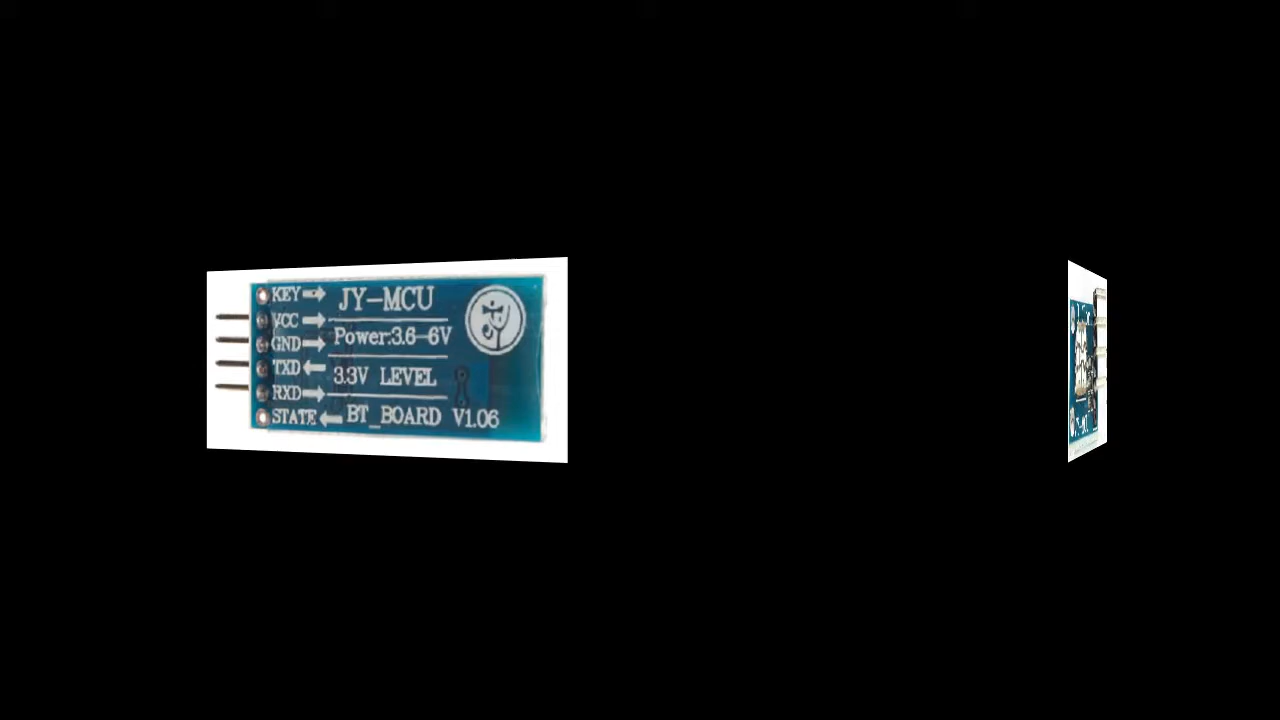 KEY
VCC
GND
TXD
RXD
STATE
JY-MCU
Power:3.6-6V
3.3V LEVEL
BT_BOARD V1.06